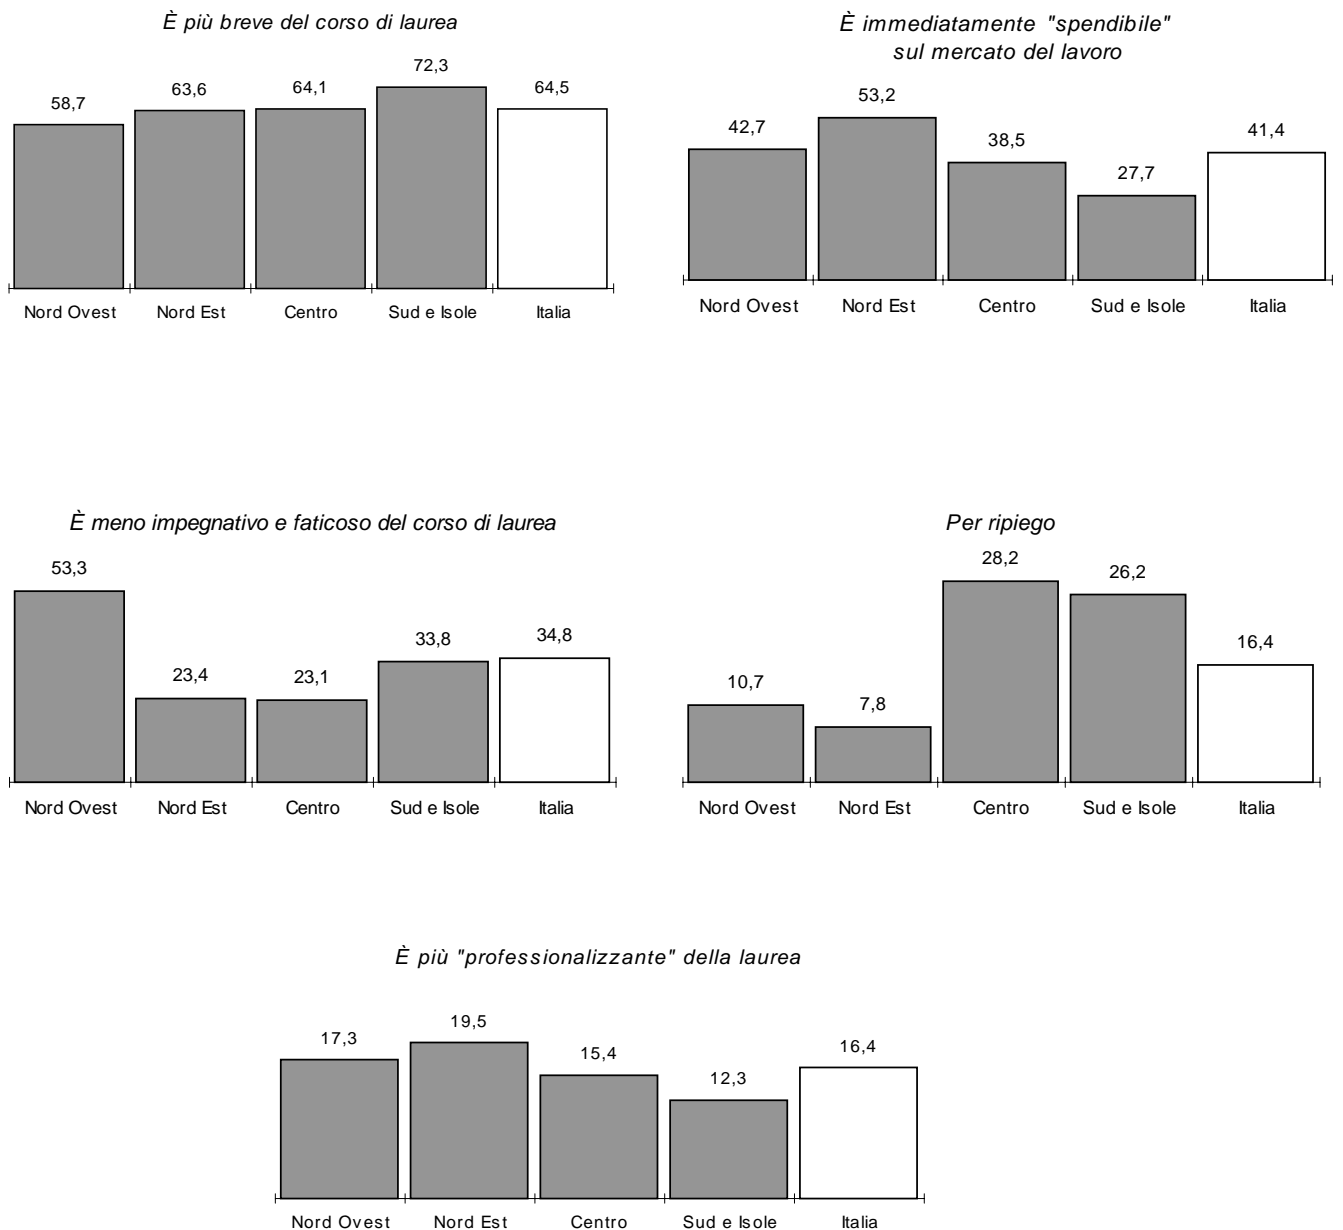 È più breve del corso di laurea
58,7
63,6
64,1
72,3
64,5
Nord Ovest
Nord Est
Centro
Sud e Isole
Italia
È immediatamente "spendibile"
sul mercato del lavoro
42,7
53,2
38,5
27,7
41,4
Nord Ovest
Nord Est
Centro
Sud e Isole
Italia
È meno impegnativo e faticoso del corso di laurea
53,3
23,4
23,1
33,8
34,8
Nord Ovest
Nord Est
Centro
Sud e Isole
Italia
Per ripiego
10,7
7,8
28,2
26,2
16,4
Nord Ovest
Nord Est
Centro
Sud e Isole
Italia
È più "professionalizzante" della laurea
17,3
19,5
15,4
12,3
16,4
Nord Ovest
Nord Est
Centro
Sud e Isole
Italia